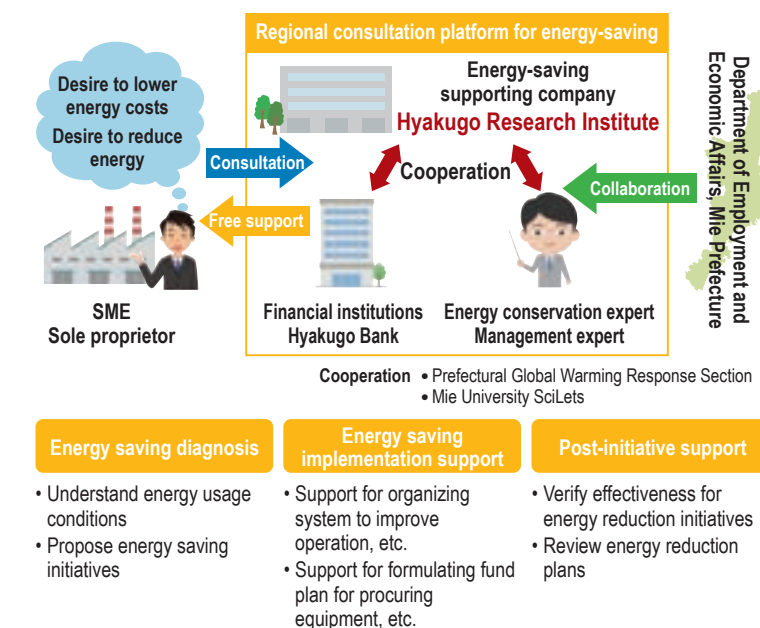 Regional consultation platform for energy-saving
Desire to lower
energy costs
Desire to reduce
energy
Energy-saving
supporting company
Hyakugo Research Institute
Consultation
Cooperation
Collaboration
Free support
Department of Employment and
Economic Affairs, Mie Prefecture
SME
Sole proprietor
Financial institutions
Hyakugo Bank
Energy conservation expert
Management expert
Cooperation • Prefectural Global Warming Response Section
• Mie University SciLets
Energy saving diagnosis
• Understand energy usage
conditions
• Propose energy saving
initiatives
Energy saving
implementation support
• Support for organizing
system to improve
operation, etc.
• Support for formulating fund
plan for procuring
equipment, etc.
Post-initiative support
• Verify effectiveness for
energy reduction initiatives
• Review energy reduction
plans